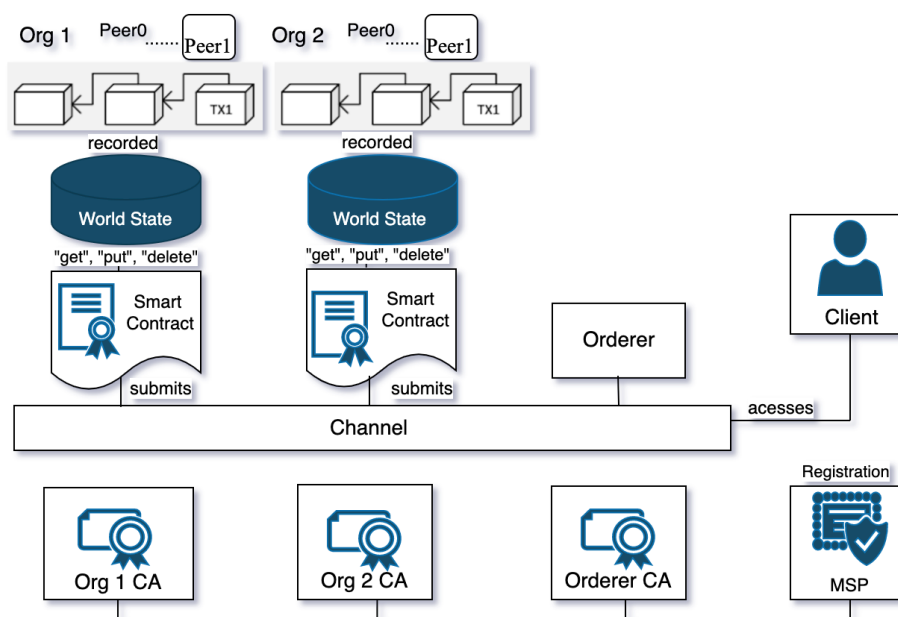 Org 1
Peer0
.......
Peer1
Org 2
Peer0
.......
Peer1
TX1
TX1
recorded
recorded
World State
World State
"get", "put", "delete"
"get", "put", "delete"
Smart
Contract
Smart
Contract
Orderer
Client
submits
submits
acesses
Channel
Registration
Org 1 CA
Org 2 CA
Orderer CA
MSP